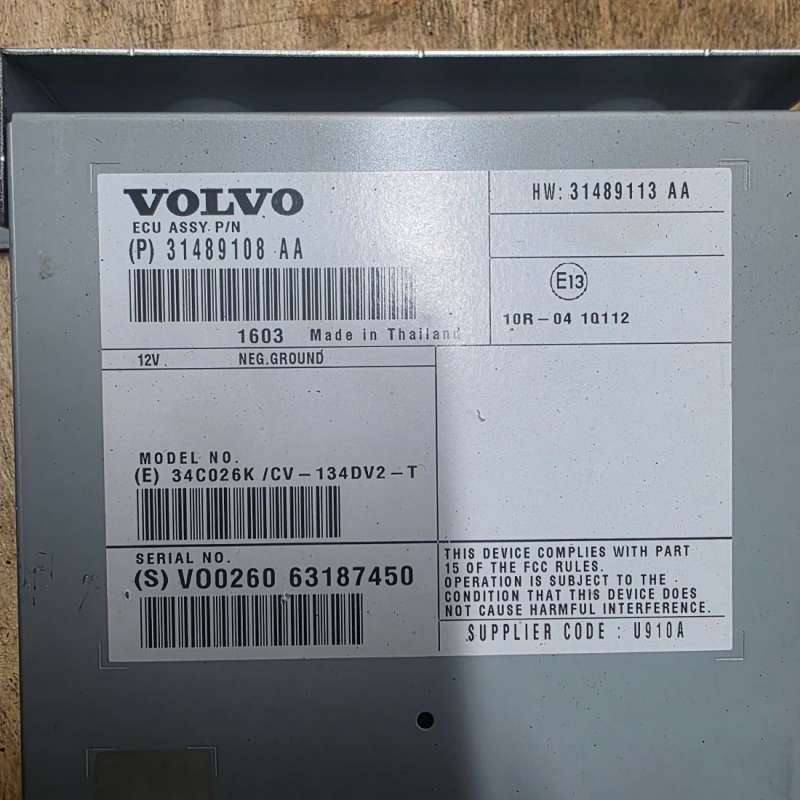 VOLVO
ECU ASSY P/N
(P) 31489108 AA
1603 Made in Thailand
HW: 31489113 AA
E13
10R-04 10112
12V NEG.GROUND
MODEL NO.
(E) 34C026K /CV-134DV2-T
SERIAL NO.
(S) VO0260 63187450
THIS DEVICE COMPLIES WITH PART
15 OF THE FCC RULES.
OPERATION IS SUBJECT TO THE
CONDITION THAT THIS DEVICE DOES
NOT CAUSE HARMFUL INTERFERENCE.
SUPPLIER CODE : U910A